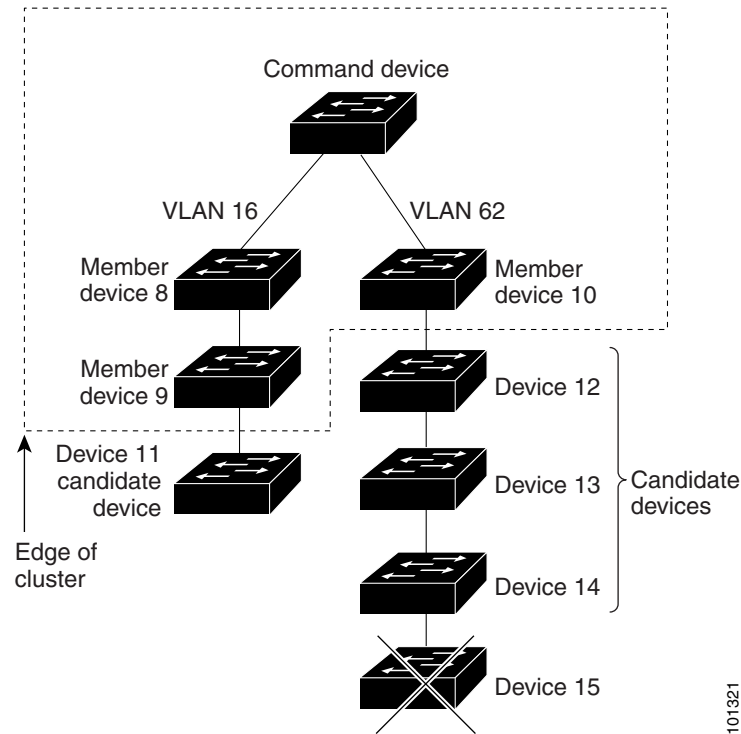 Command device
VLAN 16
VLAN 62
Member
device 8
Member
device 10
Member
device 9
Device 12
Device 11
candidate
device
Device 13
Candidate
devices
Edge of
cluster
Device 14
Device 15
101321